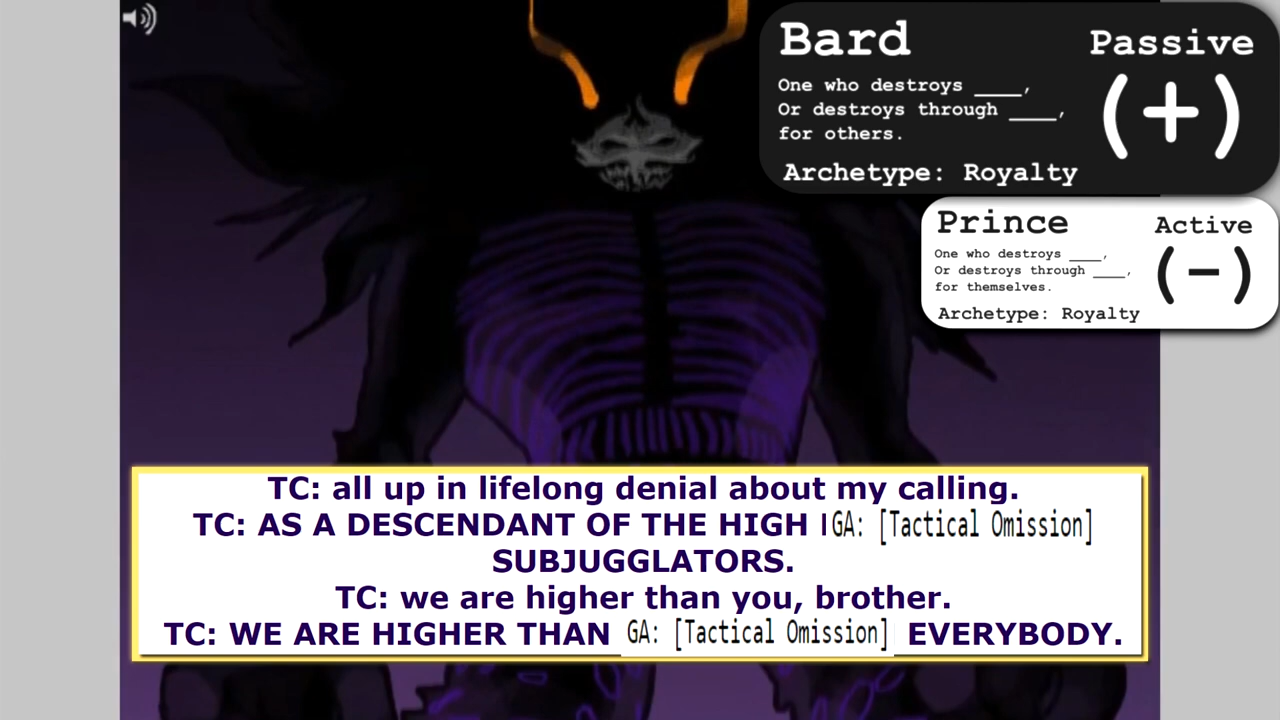 Bard
Passive
One who destroys ____,
Or destroys through ____,
for others.
(+)
Archetype: Royalty
Prince
Active
One who destroys ____,
Or destroys through ____,
for themselves.
(-)
Archetype: Royalty
TC: all up in lifelong denial about my calling.
TC: AS A DESCENDANT OF THE HIGH GA: [Tactical Omission]
SUBJUGGLATORS.
TC: we are higher than you, brother.
TC: WE ARE HIGHER THAN GA: [Tactical Omission] EVERYBODY.